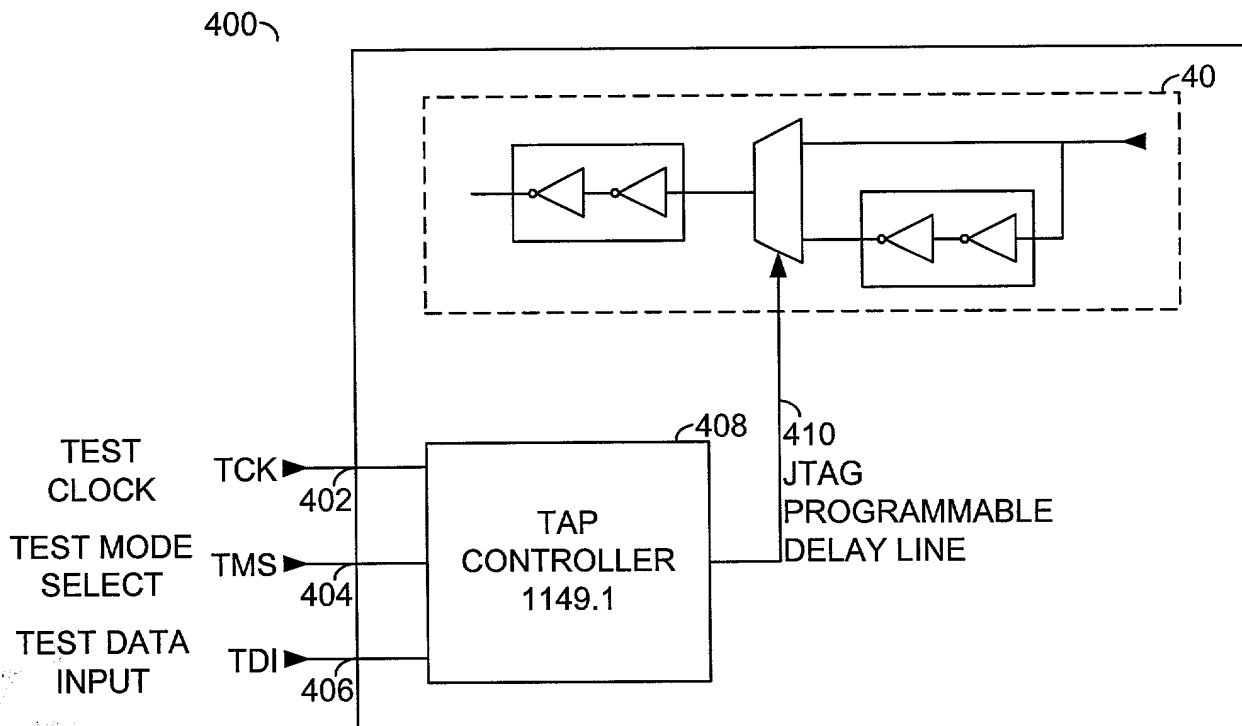 400
40
408
410
JTAG
PROGRAMMABLE
DELAY LINE
TEST
CLOCK
TCK
402
TAP
CONTROLLER
1149.1
TEST MODE
SELECT
TMS
404
TEST DATA
INPUT
TDI
406